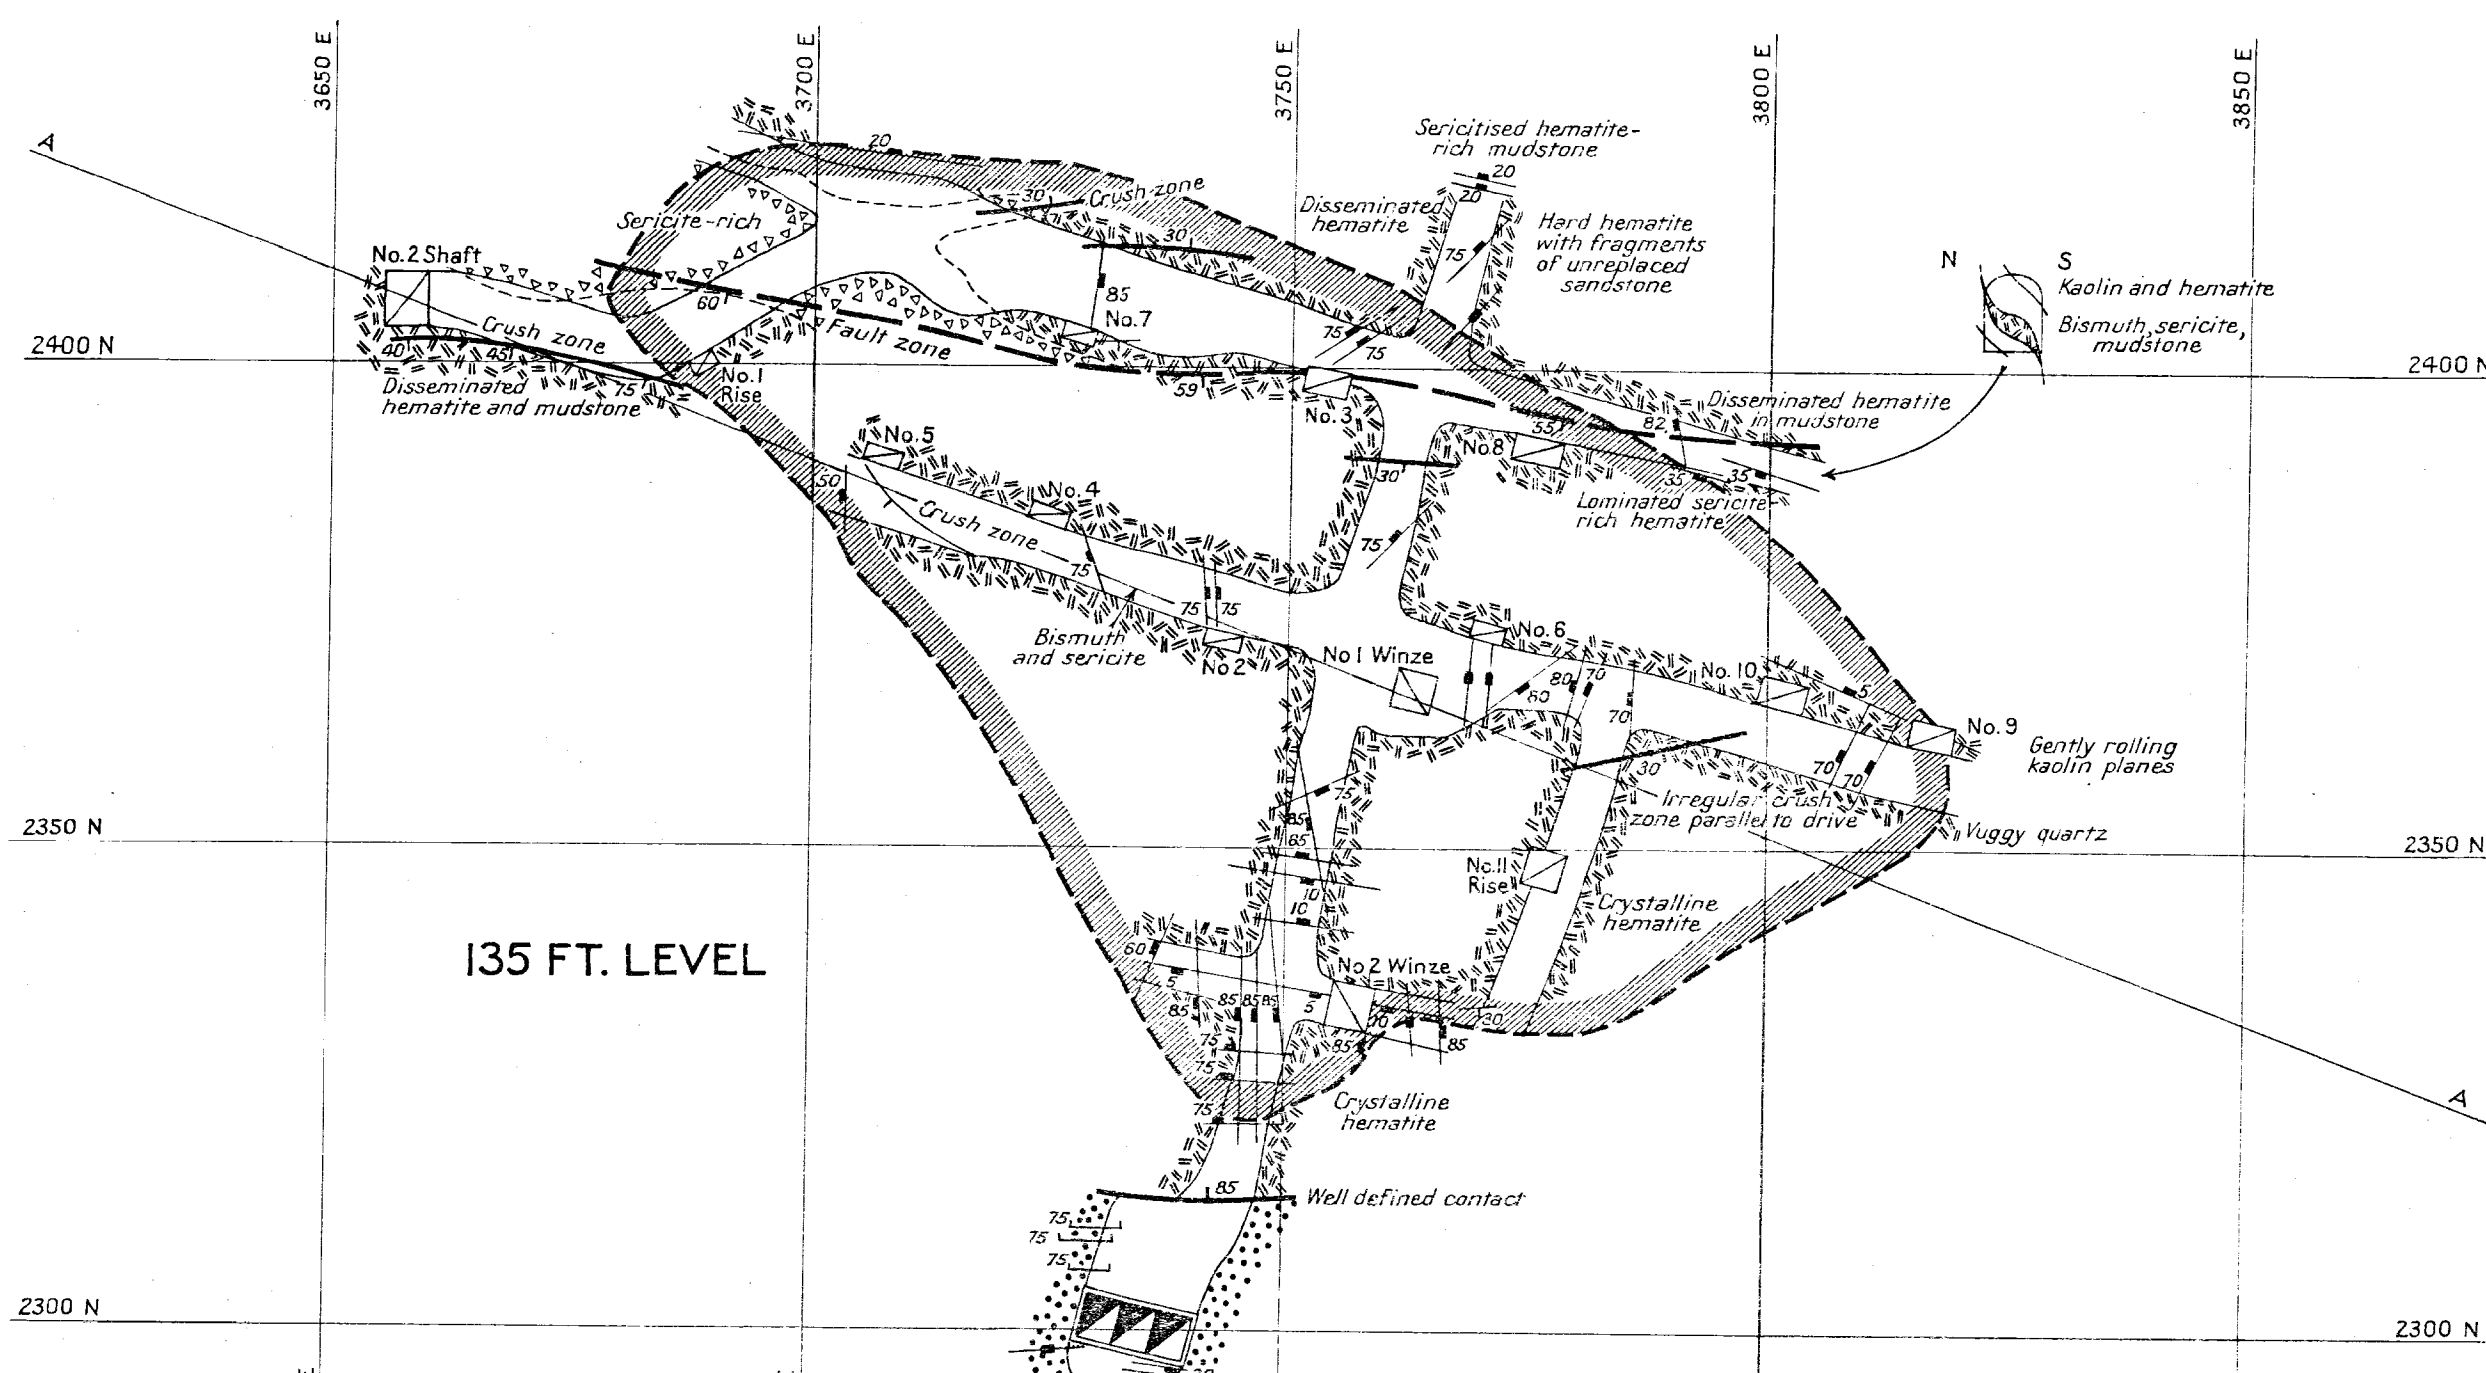 3650 E
3700 E
3750 E
3800 E
3850 E
A
20
Sericitised hematite-
rich mudstone
20
20
Disseminated
hematite
Hard hematite
with fragments
of unreplaced
sandstone
75
30
Crush zone
30
Sericite-rich
No.2 Shaft
60
85
No.7
Fault zone
Crush zone
40
45
75
Disseminated
hematite and mudstone
No.1
Rise
59
75
75
No.3
N
S
Kaolin and hematite
Bismuth, sericite,
mudstone
2400 N
2400 N
Disseminated hematite
in mudstone
82
55
No.8
30
35
35
Laminated sericite-
rich hematite
No.5
50
No.4
Crush zone
75
75
75
75
Bismuth
and sericite
No 2
No 1 Winze
No.6
80
80
70
70
No.10
5
No.9
Gently rolling
kaolin planes
70
70
30
Irregular crush
zone parallel to drive
Vuggy quartz
75
85
85
10
10
2350 N
2350 N
No.11
Rise
Crystalline
hematite
135 FT. LEVEL
60
5
85
85
85
85
5
No 2 Winze
10
30
85
85
75
75
75
Crystalline
hematite
A
85
Well defined contact
75
75
75
2300 N
2300 N